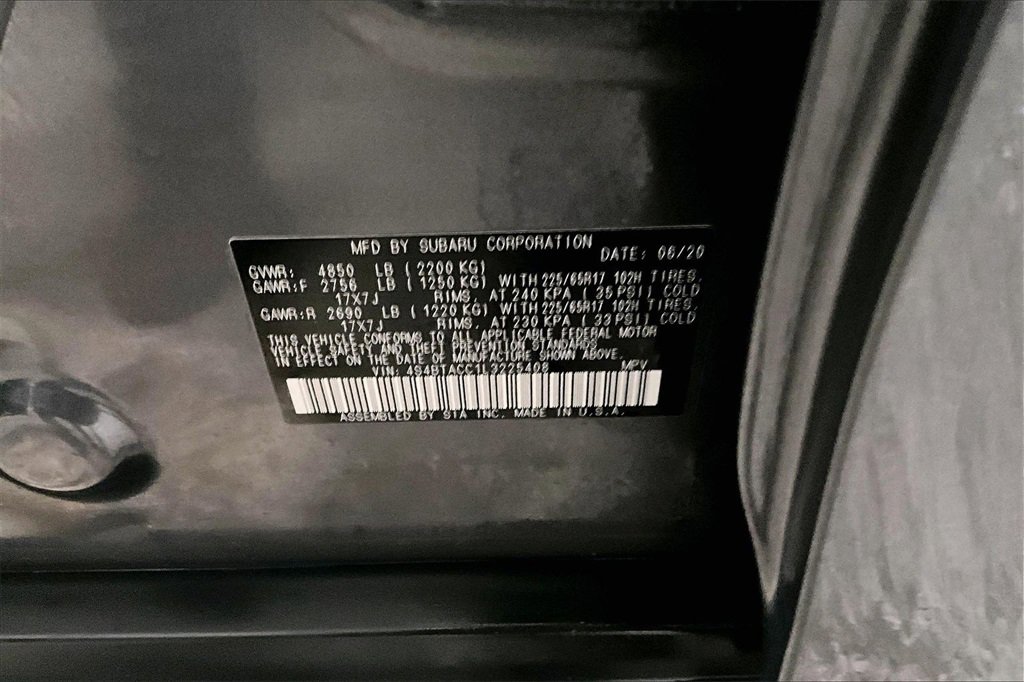 MFD BY SUBARU CORPORATION DATE: 06/20
GVWR: 4850 LB (2200 KG)
GAWR:F 2756 LB (1250 KG) WITH 225/65R17 102H TIRES,
17X7J RIMS, AT 240 KPA (35 PSI) COLD
GAWR:R 2690 LB (1220 KG) WITH 225/65R17 102H TIRES,
17X7J RIMS, AT 230 KPA (33 PSI) COLD
THIS VEHICLE CONFORMS TO ALL APPLICABLE FEDERAL MOTOR
VEHICLE SAFETY AND THEFT PREVENTION STANDARDS
IN EFFECT ON THE DATE OF MANUFACTURE SHOWN ABOVE.
VIN: 4S4BTACC1L3225408 MPV
ASSEMBLED BY SIA INC. MADE IN U.S.A.